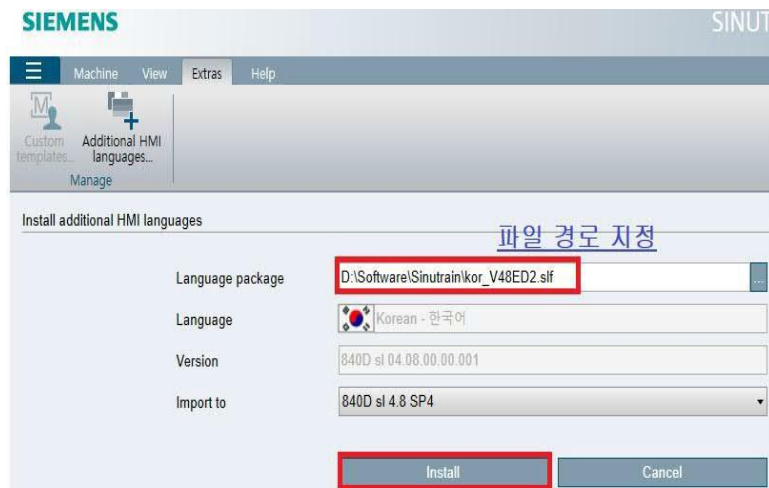 SIEMENS
SINUT
Machine View Extras Help
Custom templates...
Additional HMI languages...
Manage
Install additional HMI languages
파일 경로 지정
Language package D:\Software\Sinutrain\kor_V48ED2.slf ...
Language Korean - 한국어
Version 840D sl 04.08.00.00.001
Import to 840D sl 4.8 SP4
Install Cancel